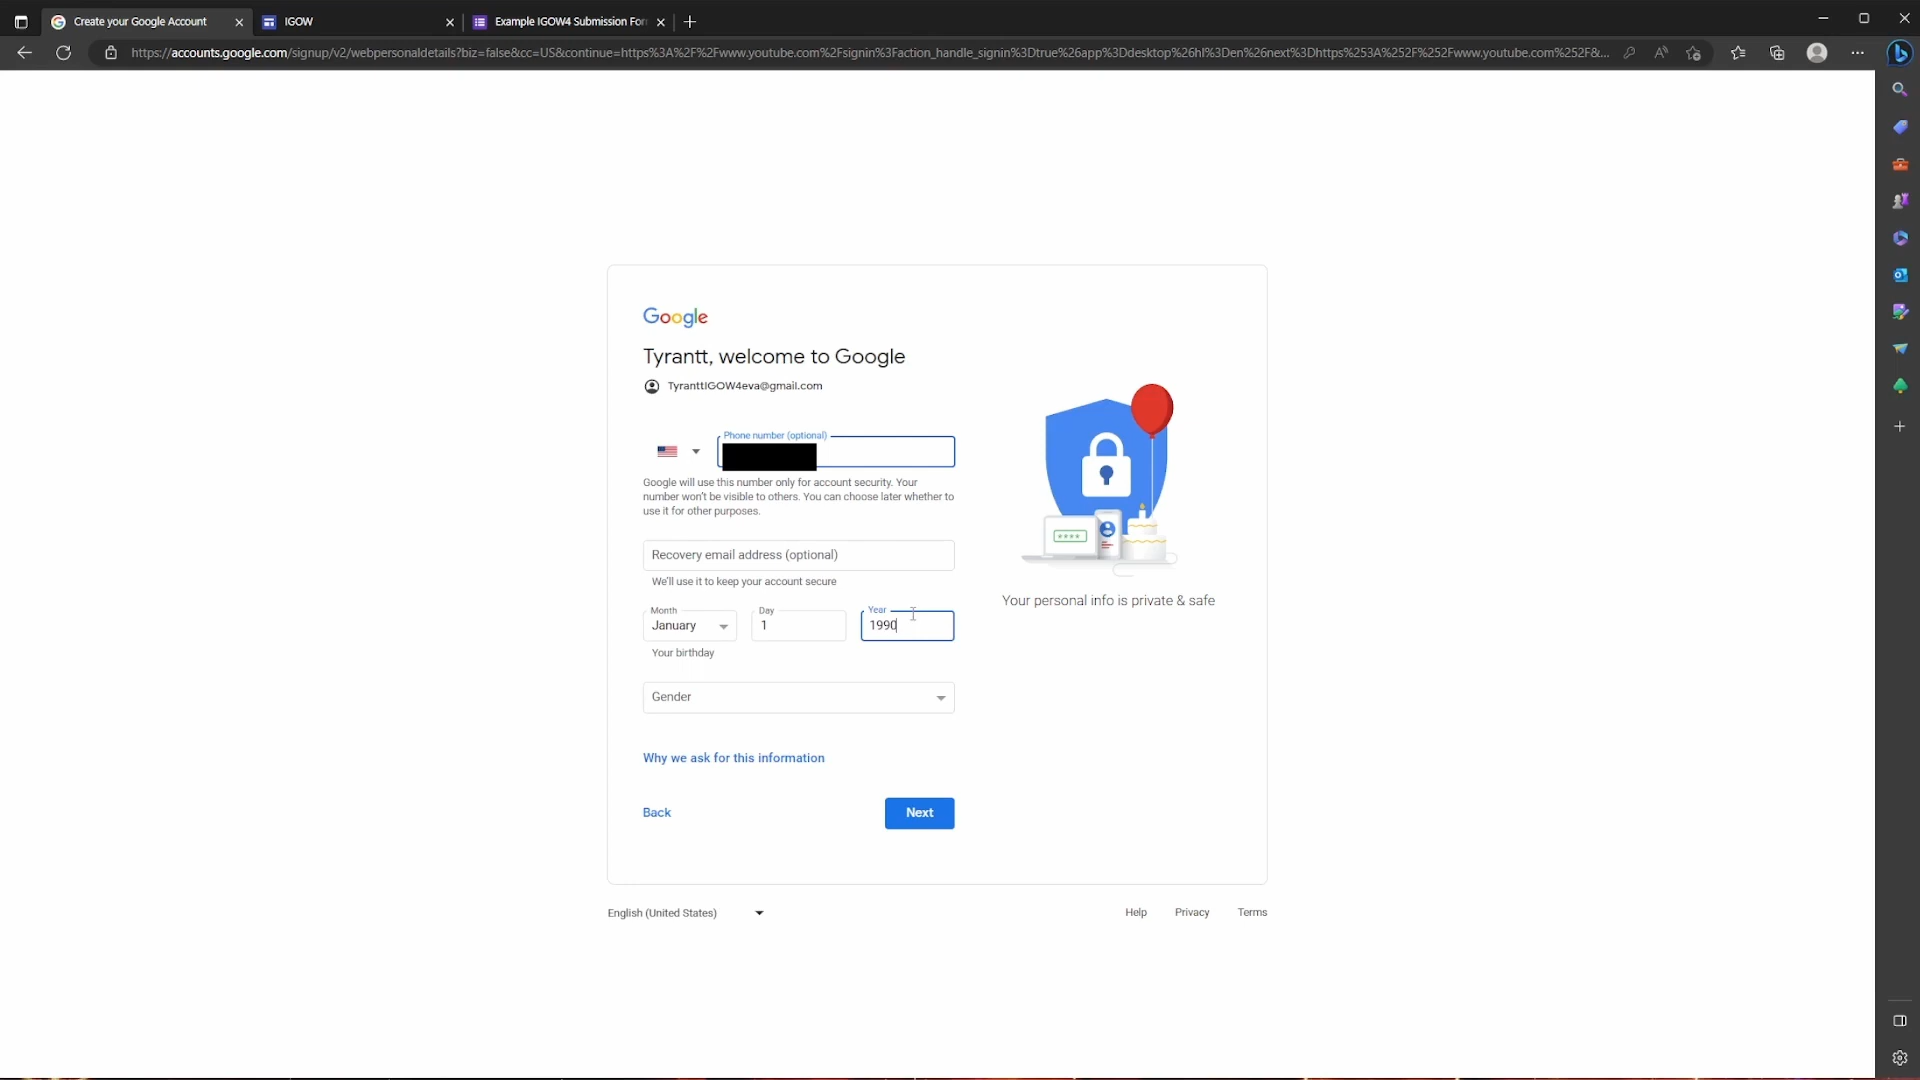 Create your Google Account
IGOW
Example IGOW4 Submission For
https://accounts.google.com/signup/v2/webpersonaldetails?biz=false&cc=US&continue=https%3A%2F%2Fwww.youtube.com%2Fsignin%3Faction_handle_signin%3Dtrue%26app%3Ddesktop%26hl%3Den%26next%3Dhttps%253A%252F%252Fwww.youtube.com%252F&...
Google
Tyrantt, welcome to Google
TyranttIGOW4eva@gmail.com
Phone number (optional)
Google will use this number only for account security. Your
number won't be visible to others. You can choose later whether to
use it for other purposes.
Recovery email address (optional)
We'll use it to keep your account secure
Month
Day
Year
January
1
1990
Your birthday
Your personal info is private & safe
Gender
Why we ask for this information
Back
Next
English (United States)
Help
Privacy
Terms